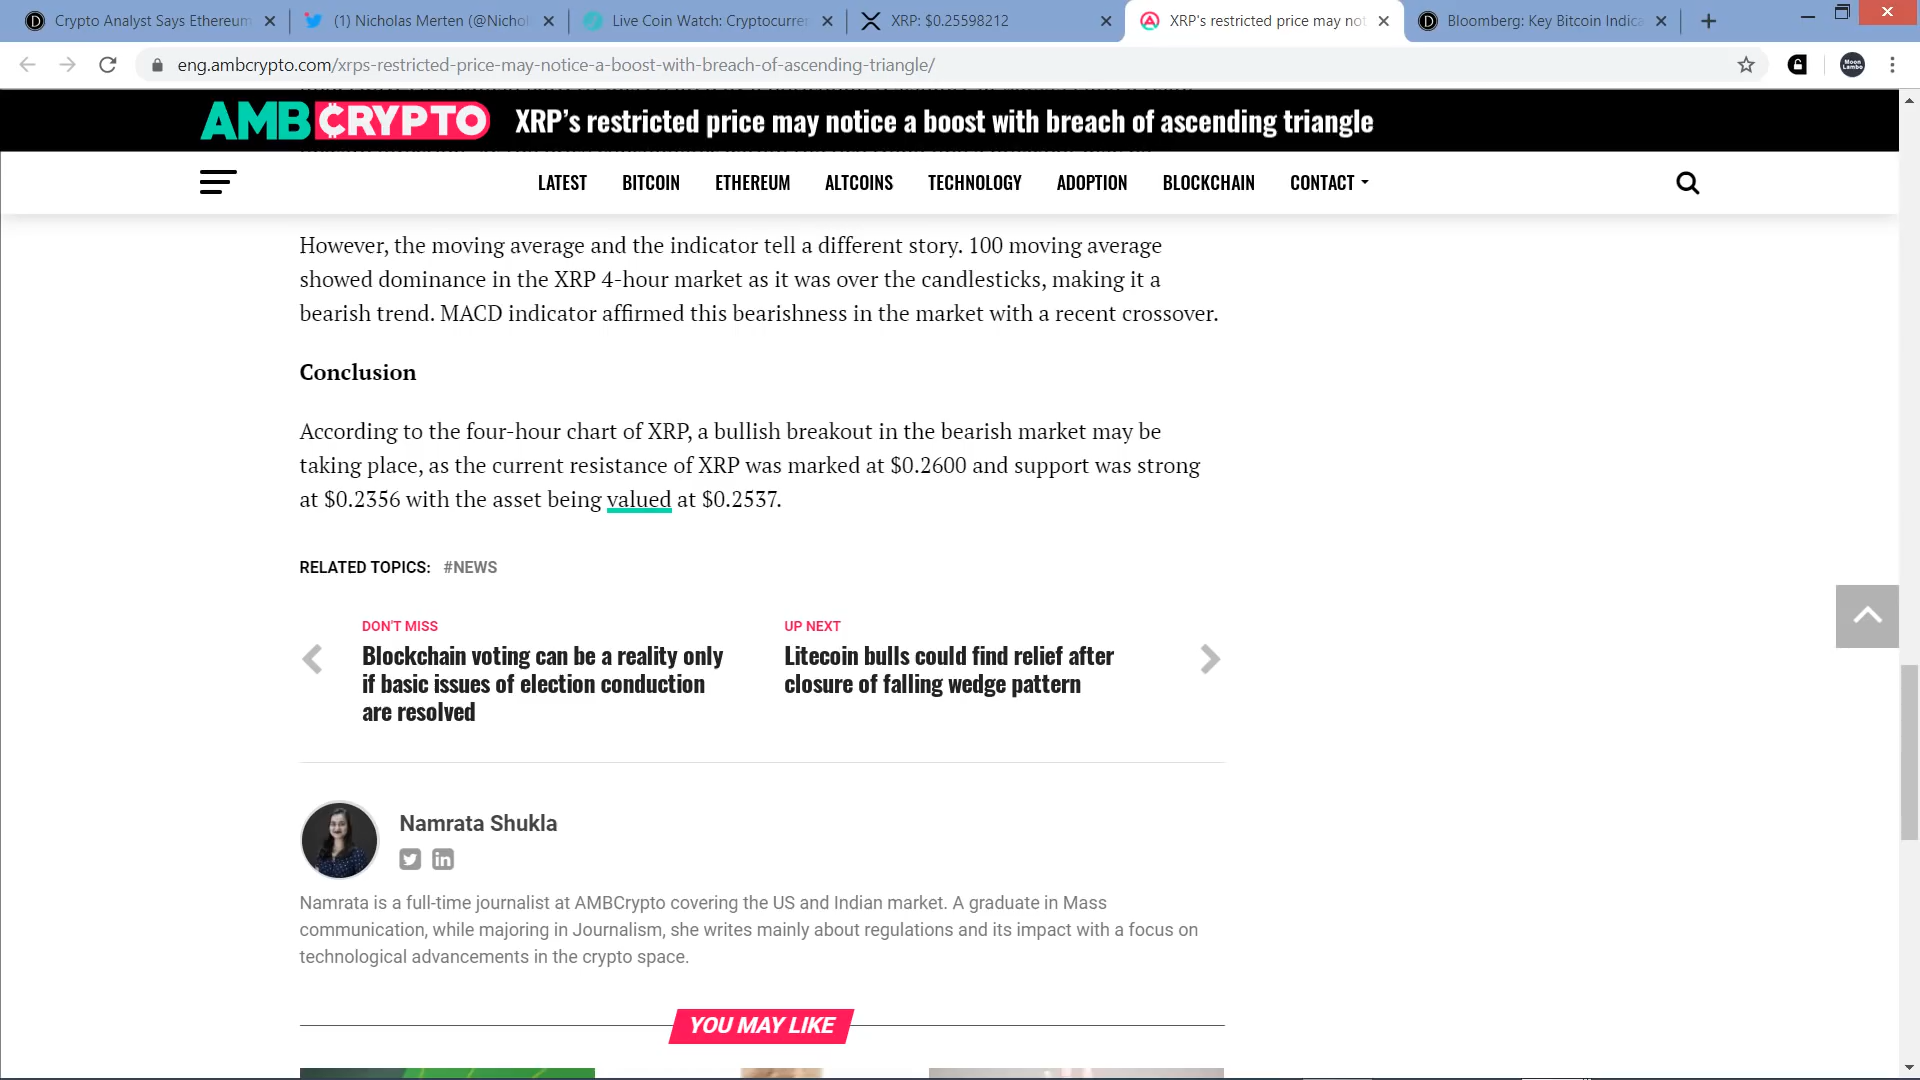 Crypto Analyst Says Ethereum
(1) Nicholas Merten (@Nichol
Live Coin Watch: Cryptocurre
XRP: $0.25598212
XRP's restricted price may not
Bloomberg: Key Bitcoin Indica
eng.ambcrypto.com/xrps-restricted-price-may-notice-a-boost-with-breach-of-ascending-triangle/
Moon Lambo
AMBCRYPTO
XRP’s restricted price may notice a boost with breach of ascending triangle
LATEST BITCOIN ETHEREUM ALTCOINS TECHNOLOGY ADOPTION BLOCKCHAIN CONTACT
However, the moving average and the indicator tell a different story. 100 moving average
showed dominance in the XRP 4-hour market as it was over the candlesticks, making it a
bearish trend. MACD indicator affirmed this bearishness in the market with a recent crossover.
Conclusion
According to the four-hour chart of XRP, a bullish breakout in the bearish market may be
taking place, as the current resistance of XRP was marked at $0.2600 and support was strong
at $0.2356 with the asset being valued at $0.2537.
RELATED TOPICS: #NEWS
DON'T MISS
Blockchain voting can be a reality only
if basic issues of election conduction
are resolved
UP NEXT
Litecoin bulls could find relief after
closure of falling wedge pattern
Namrata Shukla
Namrata is a full-time journalist at AMBCrypto covering the US and Indian market. A graduate in Mass
communication, while majoring in Journalism, she writes mainly about regulations and its impact with a focus on
technological advancements in the crypto space.
YOU MAY LIKE